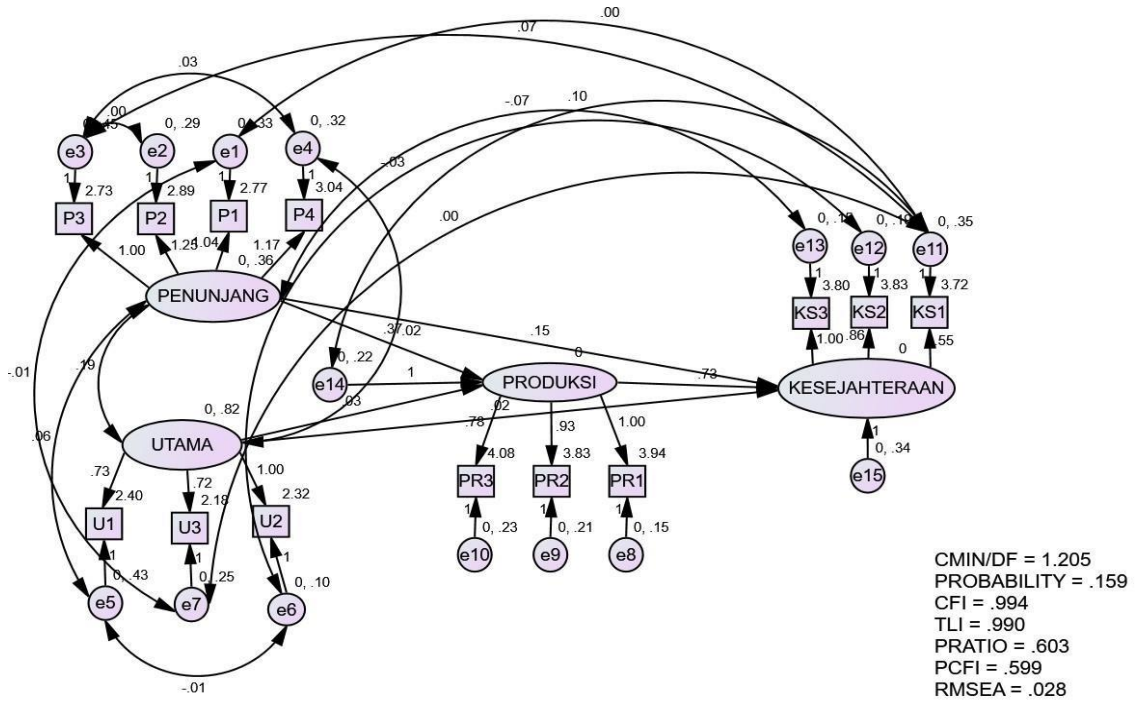 .00
.07
.03
-.07
.10
.00
0, .29
0, .32
e3
e2
e1
e4
-.03
1
2.73
1
2.89
1
2.77
1
3.04
P3
P2
P1
P4
.00
0, .35
e13
e12
e11
1.00
1.25
1.04
1.17
0, .36
1
3.80
1
3.83
1
3.72
PENUNJANG
KS3
KS2
KS1
.37
.02
.15
1.00
.86
.55
-.01
.19
0, .22
0
0
e14
1
PRODUKSI
.73
KESEJAHTERAAN
0, .82
.03
.02
.06
UTAMA
.78
.93
1.00
1
0, .34
.73
.72
1.00
4.08
3.83
3.94
e15
2.40
2.18
2.32
PR3
PR2
PR1
U1
U3
U2
1
1
1
1
1
1
0, .23
0, .21
0, .15
0, .43
0, .25
0, .10
e10
e9
e8
e5
e7
e6
-.01
CMIN/DF = 1.205
PROBABILITY = .159
CFI = .994
TLI = .990
PRATIO = .603
PCFI = .599
RMSEA = .028